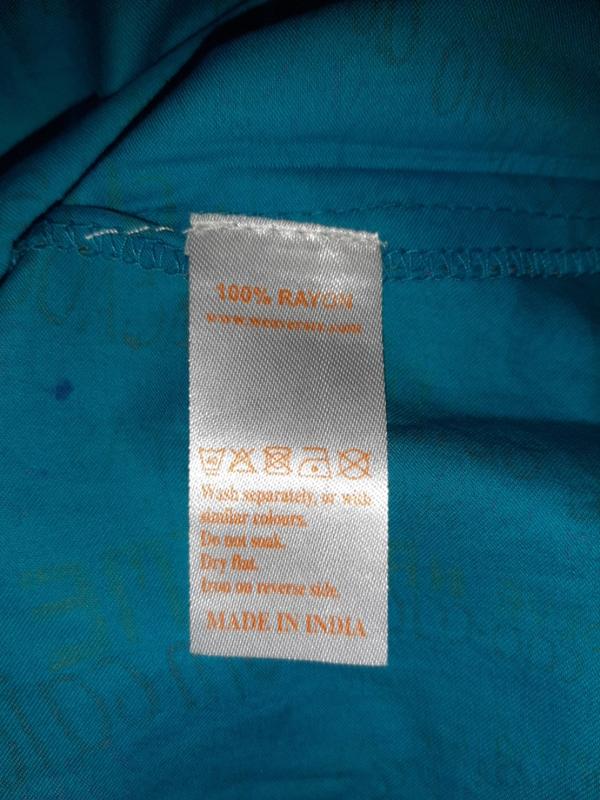 100% RAYON
40
Wash separately, or with
similar colours.
Do not soak.
Dry flat.
Iron on reverse side.
MADE IN INDIA